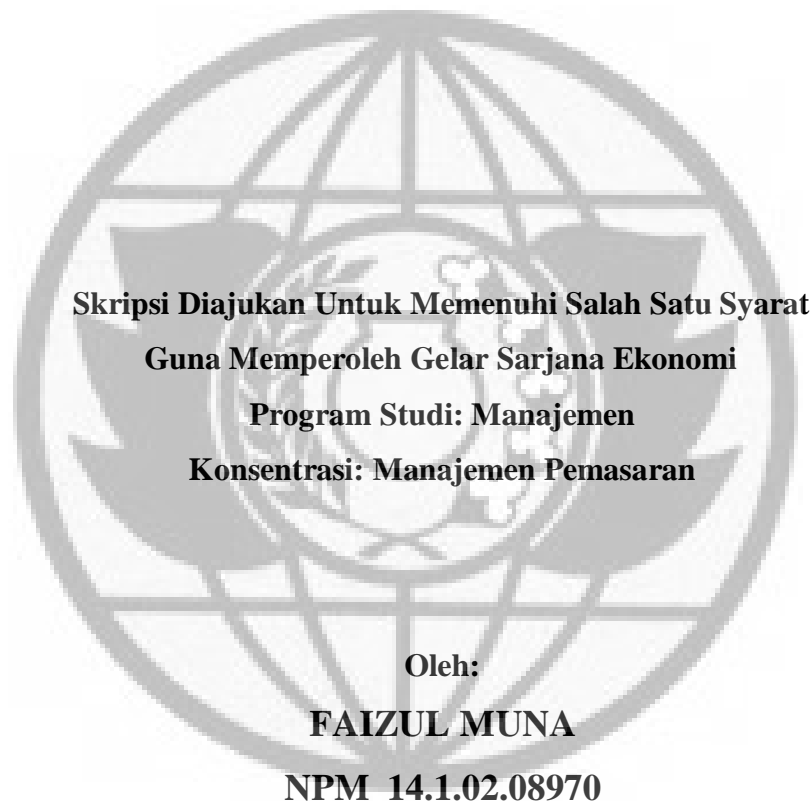 Skripsi Diajukan Untuk Memenuhi Salah Satu Syarat
Guna Memperoleh Gelar Sarjana Ekonomi
Program Studi: Manajemen
Konsentrasi: Manajemen Pemasaran
Oleh:
FAIZUL MUNA
NPM 14.1.02.08970